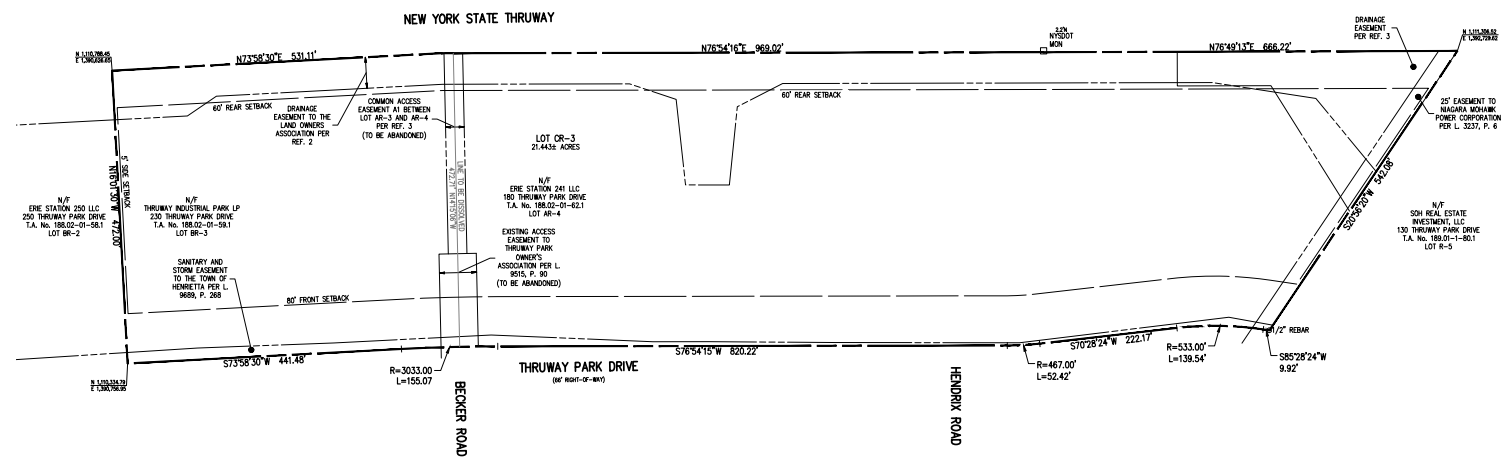 NEW YORK STATE THRUWAY
DRAINAGE
EASEMENT
PER REF. 3
N 1,110,788.45
E 1,390,626.65
N73°58'30"E 531.11'
N76°54'16"E 969.02'
2.2'N
NYSDOT
MON
N76°49'13"E 666.22'
N 1,111,306.52
E 1,392,729.62
60' REAR SETBACK
DRAINAGE
EASEMENT TO THE
LAND OWNERS
ASSOCIATION PER
REF. 2
COMMON ACCESS
EASEMENT A1 BETWEEN
LOT AR-3 AND AR-4
PER REF. 3
(TO BE ABANDONED)
60' REAR SETBACK
25' EASEMENT TO
NIAGARA MOHAWK
POWER CORPORATION
PER L. 3237, P. 6
LOT CR-3
21.443± ACRES
5' SIDE SETBACK
N16°01'30"W 472.00'
LINE TO BE DISSOLVED
472.71' N14°15'06"W
S20°56'20"W 542.08'
N/F
ERIE STATION 250 LLC
250 THRUWAY PARK DRIVE
T.A. No. 188.02-01-58.1
LOT BR-2
N/F
THRUWAY INDUSTRIAL PARK LP
230 THRUWAY PARK DRIVE
T.A. No. 188.02-01-59.1
LOT BR-3
N/F
ERIE STATION 241 LLC
180 THRUWAY PARK DRIVE
T.A. No. 188.02-01-62.1
LOT AR-4
N/F
SOH REAL ESTATE
INVESTMENT, LLC
130 THRUWAY PARK DRIVE
T.A. No. 189.01-1-80.1
LOT R-5
EXISTING ACCESS
EASEMENT TO
THRUWAY PARK
OWNER'S
ASSOCIATION PER L.
9515, P. 90
(TO BE ABANDONED)
SANITARY AND
STORM EASEMENT
TO THE TOWN OF
HENRIETTA PER L.
9689, P. 268
80' FRONT SETBACK
1/2" REBAR
S73°58'30"W 441.48'
R=3033.00
L=155.07
S76°54'15"W 820.22'
THRUWAY PARK DRIVE
(66' RIGHT-OF-WAY)
R=467.00'
L=52.42'
S70°28'24"W 222.17'
R=533.00'
L=139.54'
S85°28'24"W
9.92'
N 1,110,334.79
E 1,390,756.95
BECKER ROAD
HENDRIX ROAD